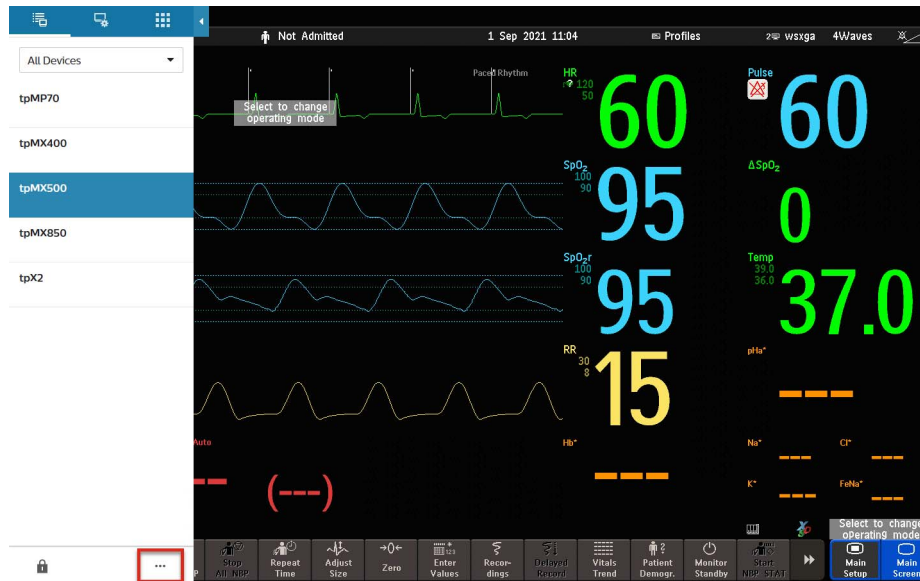 All Devices
tpMP70
tpMX400
tpMX500
tpMX850
tpX2
...
Not Admitted
1 Sep 2021 11:04
Profiles
2 wsxga
4Waves
Paced Rhythm
Select to change
operating mode
HR
120
?
50
60
Pulse
60
SpO₂
100
90
95
ΔSpO₂
0
SpO₂r
100
90
95
Temp
39.0
36.0
37.0
RR
30
8
15
pHa*
---
Auto
--
(---)
Hb*
---
Na*
---
Cl*
---
K*
---
FeNa*
---
Select to change
operating mode
P
Stop
All NBP
Repeat
Time
Adjust
Size
→0←
Zero
123
Enter
Values
Recor-
dings
Delayed
Record
Vitals
Trend
Patient
Demogr.
Monitor
Standby
Start
NBP STAT
Main
Setup
Main
Screen